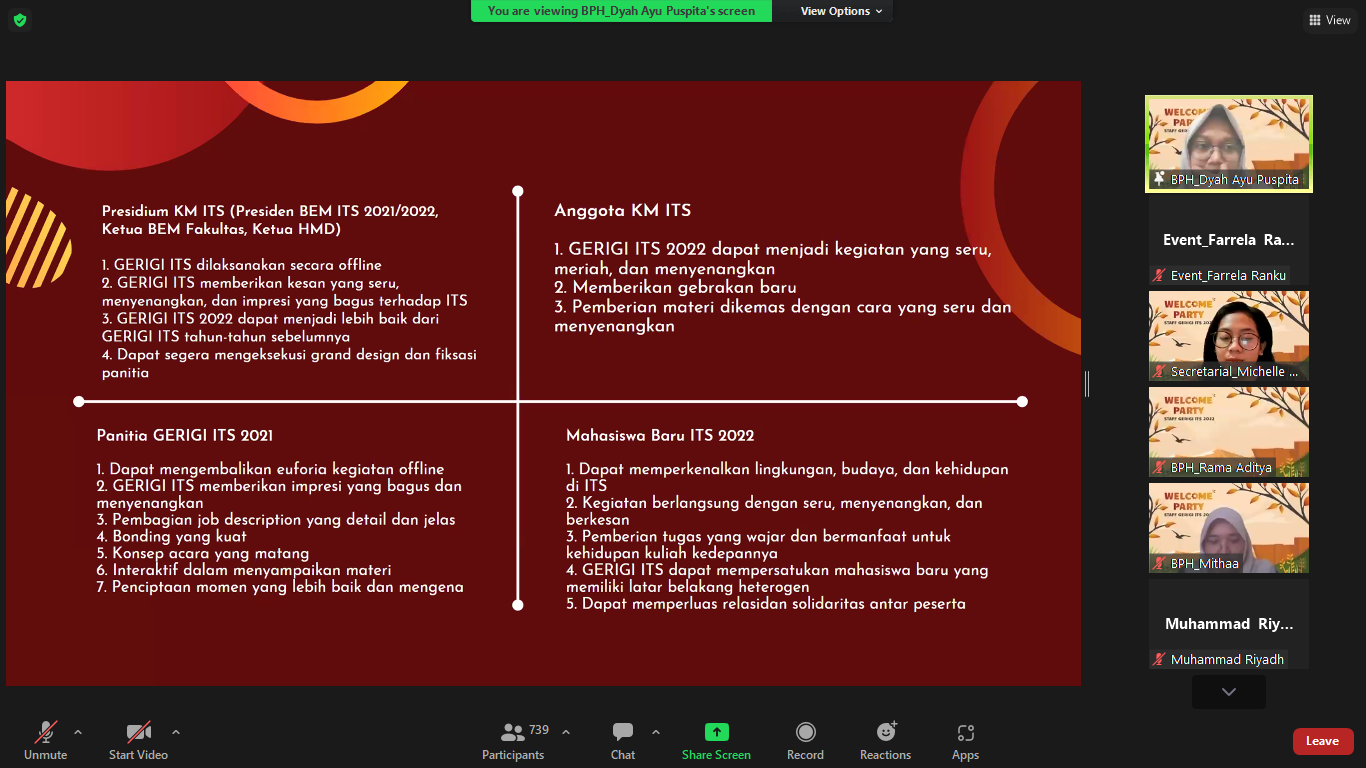 You are viewing BPH_Dyah Ayu Puspita's screen
View Options
View
Presidium KM ITS (Presiden BEM ITS 2021/2022,
Ketua BEM Fakultas, Ketua HMD)
1. GERIGI ITS dilaksanakan secara offline
2. GERIGI ITS memberikan kesan yang seru,
menyenangkan, dan impresi yang bagus terhadap ITS
3. GERIGI ITS 2022 dapat menjadi lebih baik dari
GERIGI ITS tahun-tahun sebelumnya
4. Dapat segera mengeksekusi grand design dan fiksasi
panitia
Anggota KM ITS
1. GERIGI ITS 2022 dapat menjadi kegiatan yang seru,
meriah, dan menyenangkan
2. Memberikan gebrakan baru
3. Pemberian materi dikemas dengan cara yang seru dan
menyenangkan
Panitia GERIGI ITS 2021
1. Dapat mengembalikan euforia kegiatan offline
2. GERIGI ITS memberikan impresi yang bagus dan
menyenangkan
3. Pembagian job description yang detail dan jelas
4. Bonding yang kuat
5. Konsep acara yang matang
6. Interaktif dalam menyampaikan materi
7. Penciptaan momen yang lebih baik dan mengena
Mahasiswa Baru ITS 2022
1. Dapat memperkenalkan lingkungan, budaya, dan kehidupan
di ITS
2. Kegiatan berlangsung dengan seru, menyenangkan, dan
berkesan
3. Pemberian tugas yang wajar dan bermanfaat untuk
kehidupan kuliah kedepannya
4. GERIGI ITS dapat mempersatukan mahasiswa baru yang
memiliki latar belakang heterogen
5. Dapat memperluas relasidan solidaritas antar peserta
WELCOME
PARTY
STAFF GERIGI
BPH_Dyah Ayu Puspita
Event_Farrela Ra...
Event_Farrela Ranku
WELCOME
PARTY
STAFF GERIGI ITS 202
Secretarial_Michelle ...
WELCOME
PARTY
STAFF GERIGI ITS 2022
BPH_Rama Aditya
WELCOME
PARTY
STAFF GERIGI ITS 20
BPH_Mithaa
Muhammad Riy...
Muhammad Riyadh
Unmute
Start Video
739
Participants
Chat
Share Screen
Record
Reactions
Apps
Leave